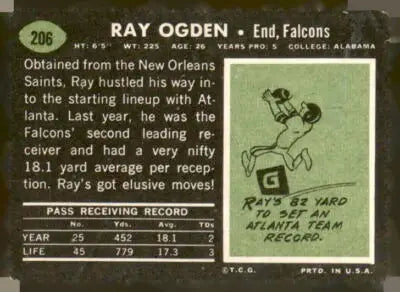 206
RAY OGDEN • End, Falcons
HT: 6'5" WT: 225 AGE: 26 YEARS PRO: 5 COLLEGE: ALABAMA
Obtained from the New Orleans
Saints, Ray hustled his way in-
to the starting lineup with At-
lanta. Last year, he was the
Falcons' second leading re-
ceiver and had a very nifty
18.1 yard average per recep-
tion. Ray's got elusive moves!
G
RAY'S 82 YARD
TO SET AN
ATLANTA TEAM
RECORD.
PASS RECEIVING RECORD
No. Yds. Avg. TDs
YEAR 25 452 18.1 2
LIFE 45 779 17.3 3
©T.C.G. PRTD. IN U.S.A.